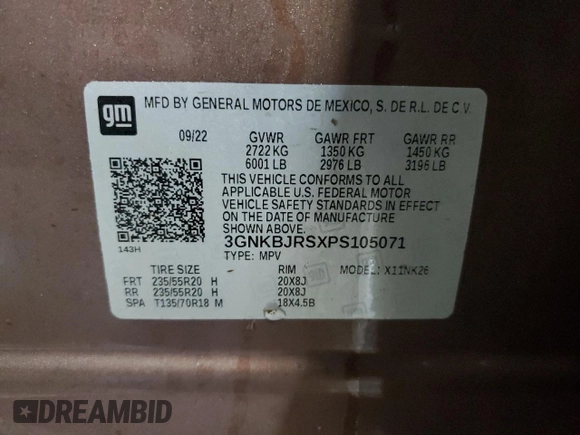 gm MFD BY GENERAL MOTORS DE MEXICO, S. DE R.L. DE C.V.
09/22 GVWR GAWR FRT GAWR RR
2722 KG 1350 KG 1450 KG
6001 LB 2976 LB 3196 LB
THIS VEHICLE CONFORMS TO ALL
APPLICABLE U.S. FEDERAL MOTOR
VEHICLE SAFETY STANDARDS IN EFFECT
ON THE DATE OF MANUFACTURE
SHOWN ABOVE.
143H 3GNKBJRSXPS105071
TYPE: MPV
TIRE SIZE RIM MODEL: X11NK26
FRT 235/55R20 H 20X8J
RR 235/55R20 H 20X8J
SPA T135/70R18 M 18X4.5B
DREAMBID